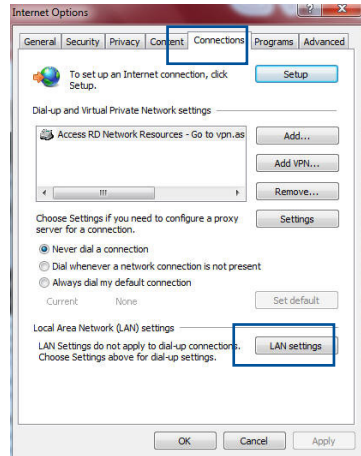 Internet Options
General Security Privacy Content Connections Programs Advanced
To set up an Internet connection, click
Setup.
Setup
Dial-up and Virtual Private Network settings
Access RD Network Resources - Go to vpn.as
Add...
Add VPN...
Remove...
Choose Settings if you need to configure a proxy
server for a connection.
Settings
Never dial a connection
Dial whenever a network connection is not present
Always dial my default connection
Current None
Set default
Local Area Network (LAN) settings
LAN Settings do not apply to dial-up connections.
Choose Settings above for dial-up settings.
LAN settings
OK Cancel Apply